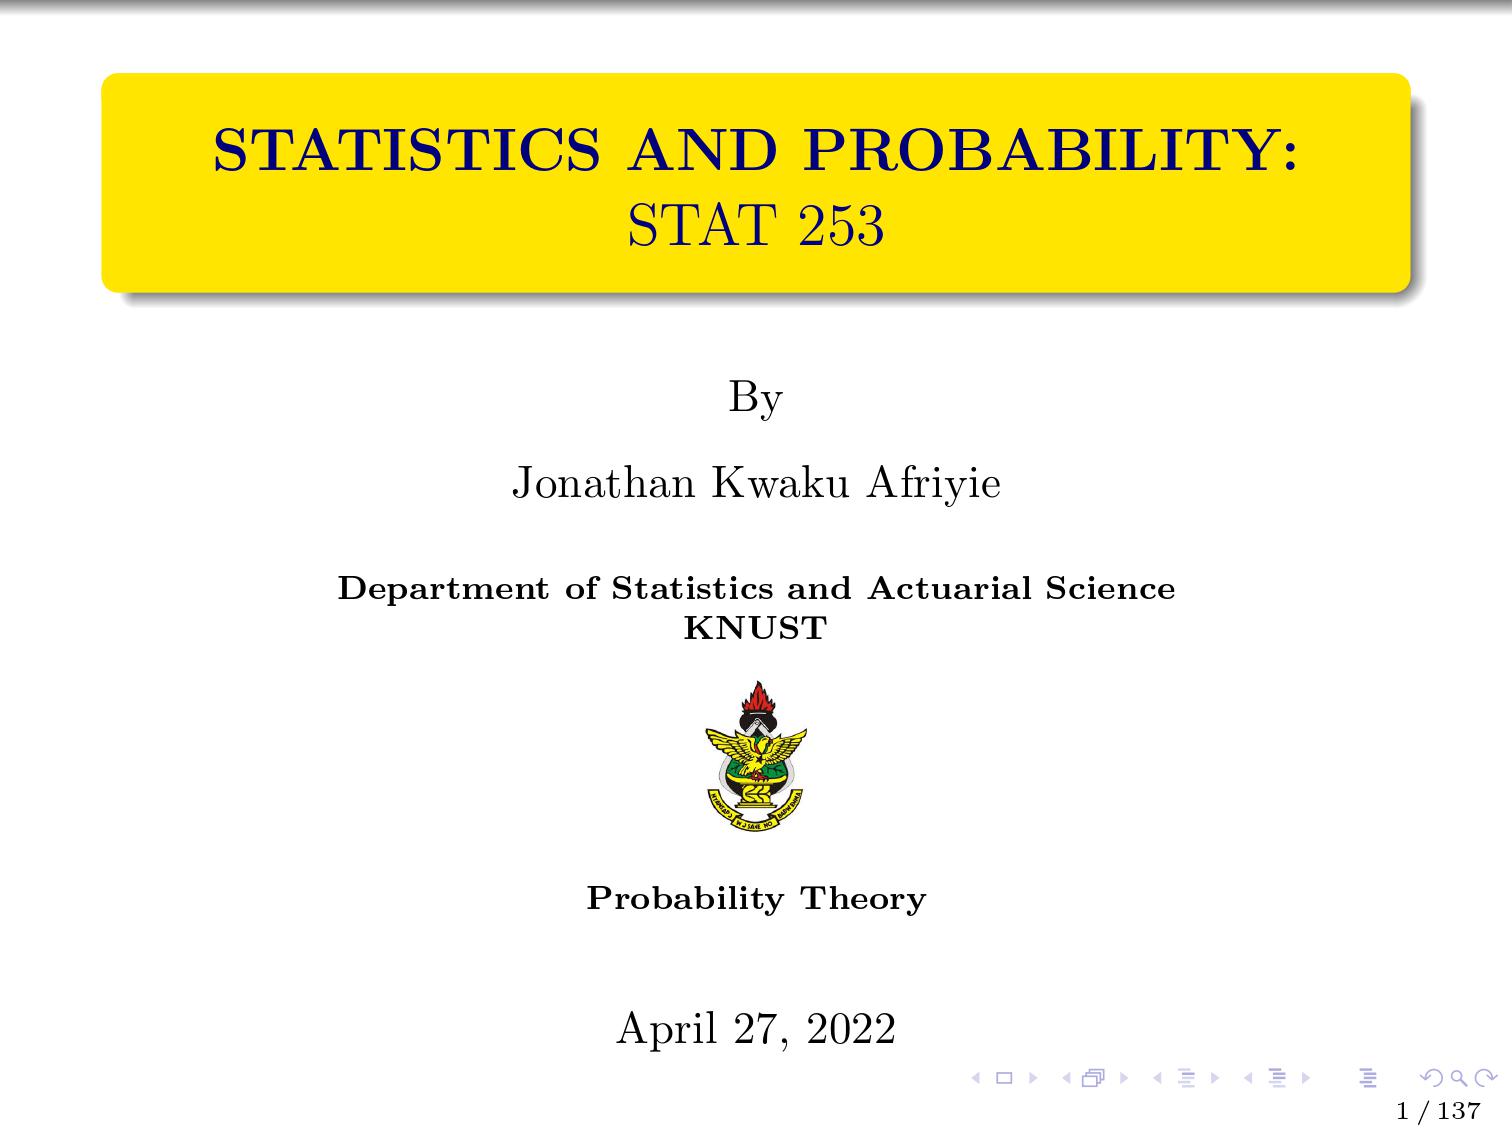 STATISTICS AND PROBABILITY:
STAT 253
By
Jonathan Kwaku Afriyie
Department of Statistics and Actuarial Science
KNUST
Probability Theory
April 27, 2022
1 / 137